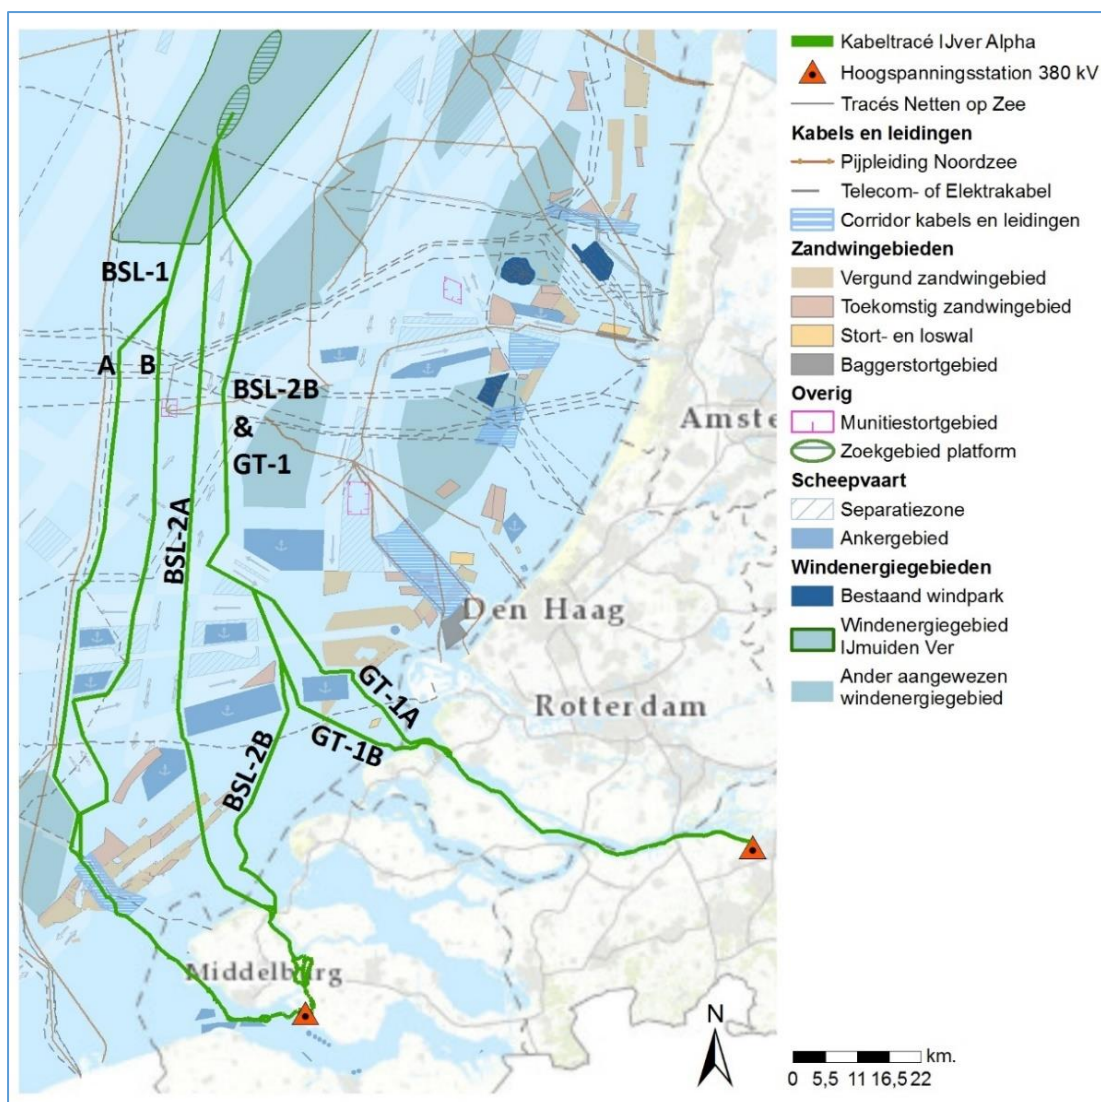 Kabeltracé IJver Alpha
Hoogspanningsstation 380 kV
Tracés Netten op Zee
Kabels en leidingen
Pijpleiding Noordzee
Telecom- of Elektrakabel
Corridor kabels en leidingen
Zandwingebieden
Vergund zandwingebied
Toekomstig zandwingebied
Stort- en loswal
Baggerstortgebied
Overig
Munitiestortgebied
Zoekgebied platform
Scheepvaart
Separatiezone
Ankergebied
Windenergiegebieden
Bestaand windpark
Windenergiegebied
IJmuiden Ver
Ander aangewezen
windenergiegebied
BSL-1
A B
BSL-2B
&
GT-1
BSL-2A
Amste
Den Haag
GT-1A
Rotterdam
GT-1B
BSL-2B
Middelburg
N
km.
0 5,5 11 16,5 22